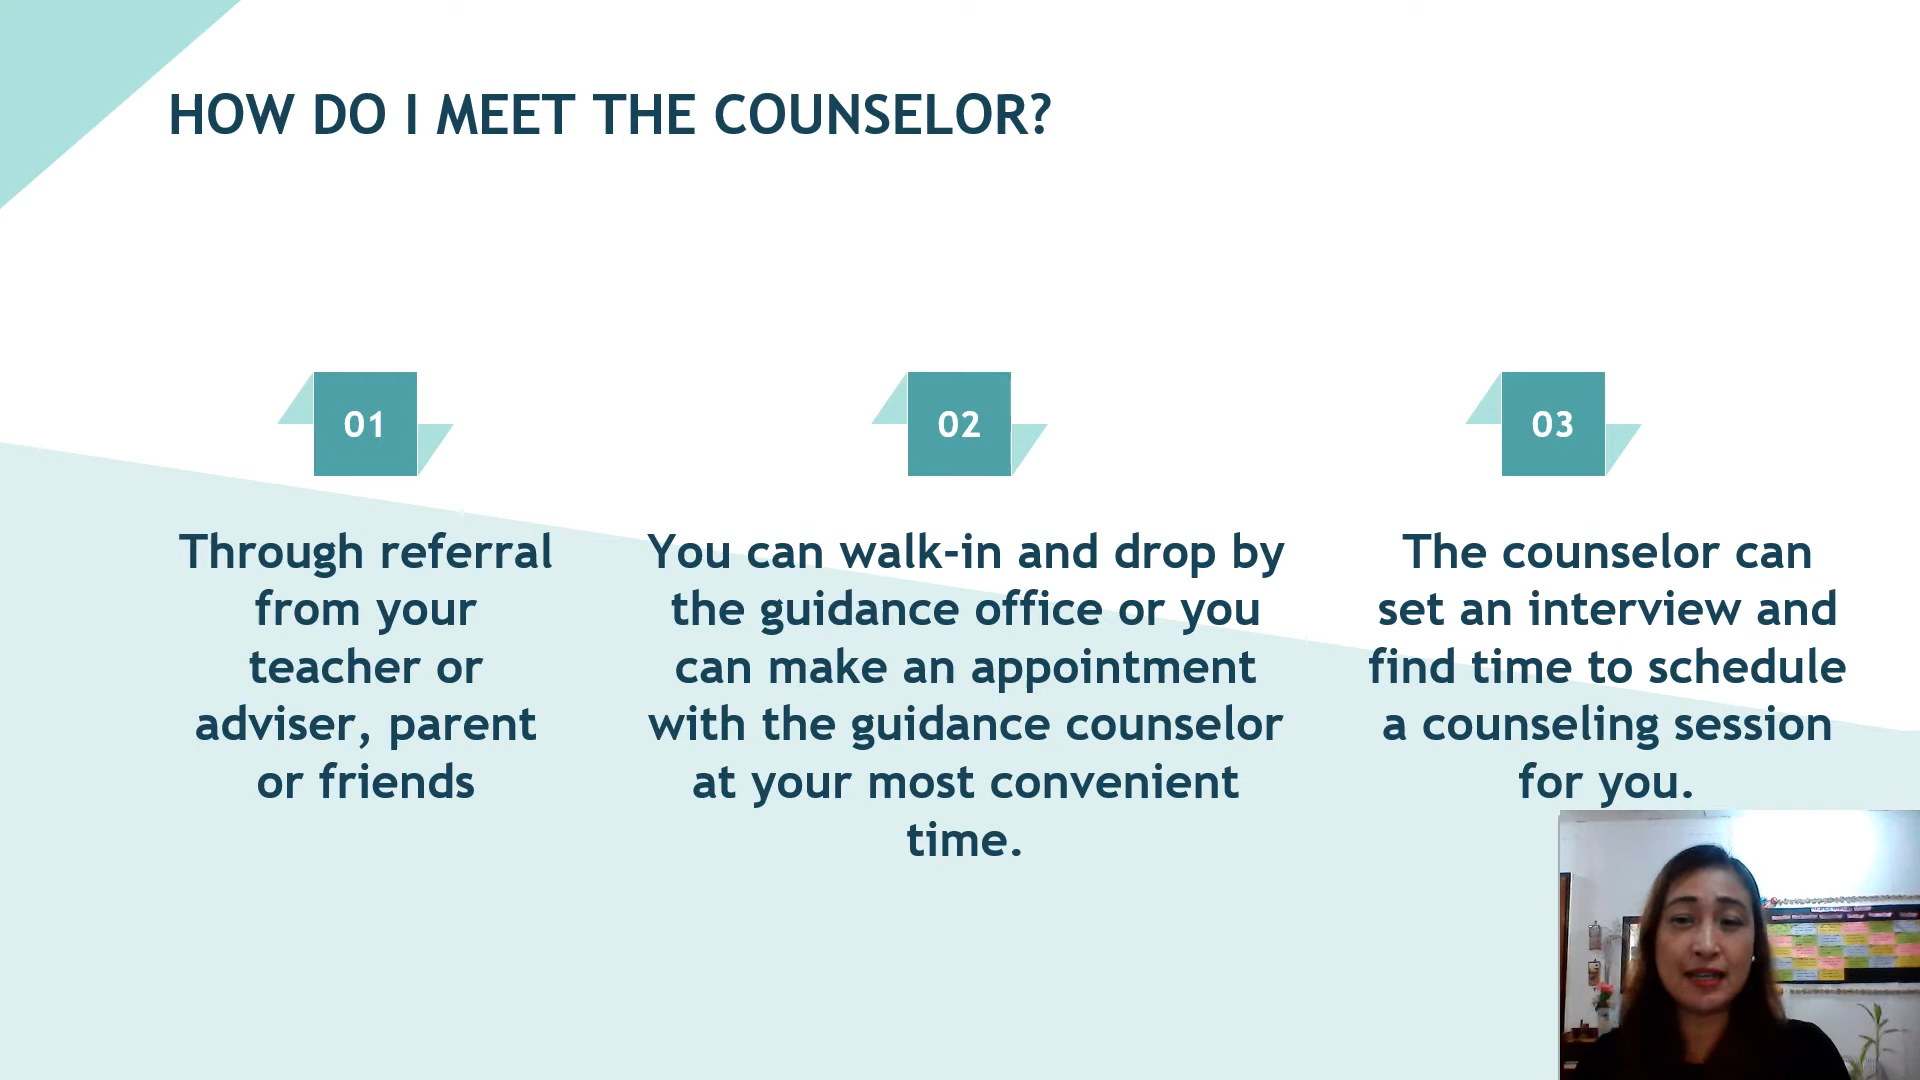 HOW DO I MEET THE COUNSELOR?
01
Through referral
from your
teacher or
adviser, parent
or friends
02
You can walk-in and drop by
the guidance office or you
can make an appointment
with the guidance counselor
at your most convenient
time.
03
The counselor can
set an interview and
find time to schedule
a counseling session
for you.